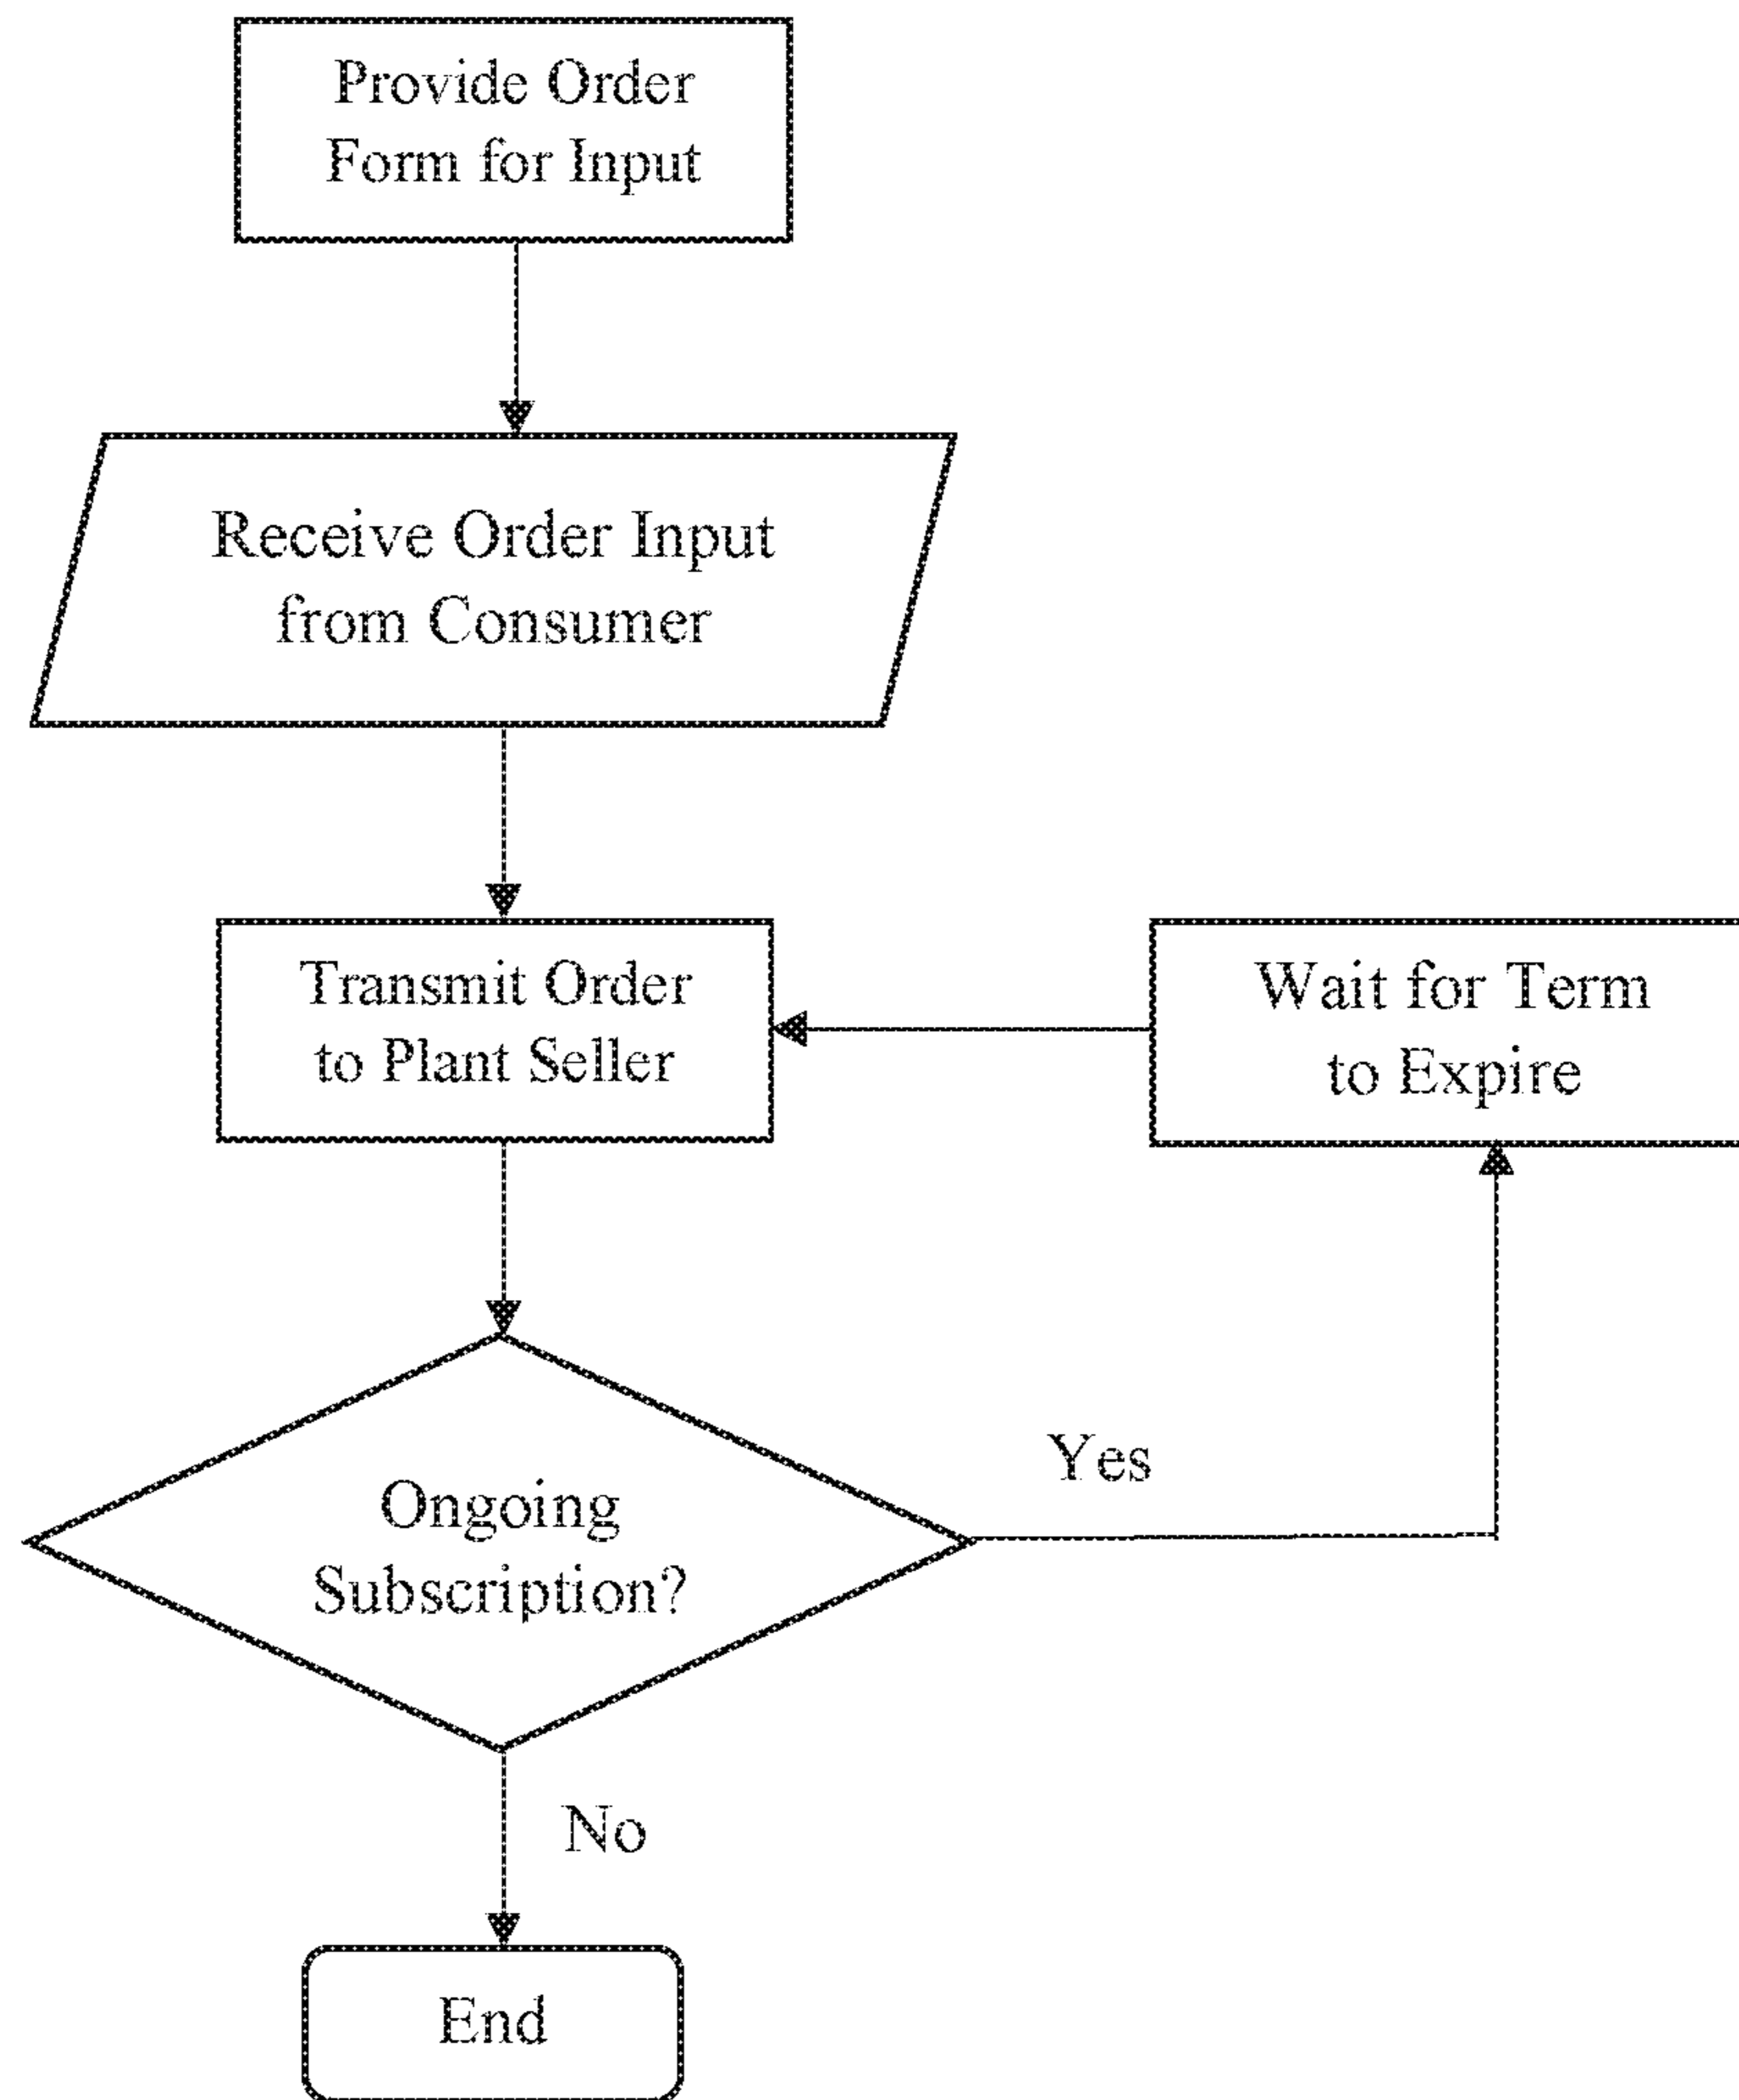 Provide Order
Form for Input
Receive Order Input
from Consumer
Transmit Order
to Plant Seller
Wait for Term
to Expire
Ongoing
Subscription?
Yes
No
End